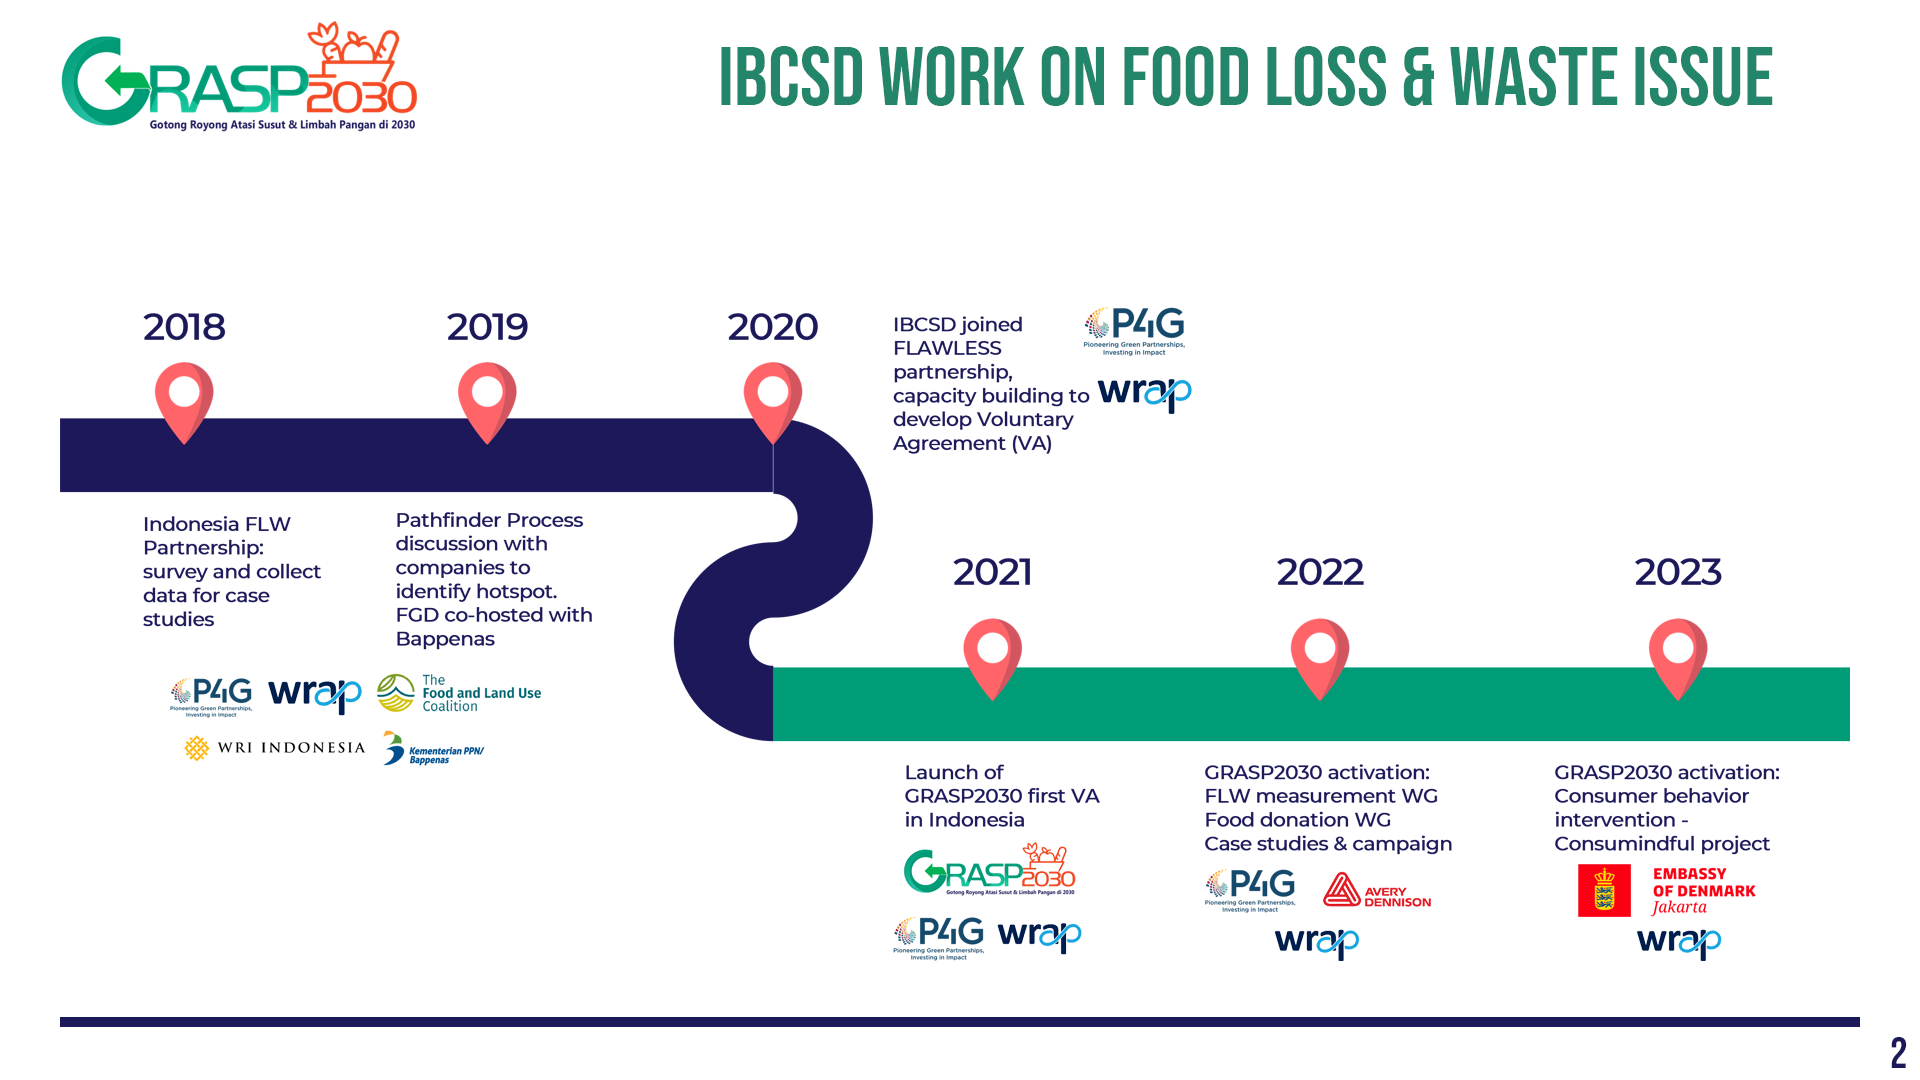 GRASP2030
Gotong Royong Atasi Susut & Limbah Pangan di 2030
IBCSD WORK ON FOOD LOSS & WASTE ISSUE
2018
Indonesia FLW
Partnership:
survey and collect
data for case
studies
2019
Pathfinder Process
discussion with
companies to
identify hotspot.
FGD co-hosted with
Bappenas
P4G
Pioneering Green Partnerships,
Investing in Impact
wrap
The
Food and Land Use
Coalition
WRI INDONESIA
Kementerian PPN/
Bappenas
2020
IBCSD joined
FLAWLESS
partnership,
capacity building to
develop Voluntary
Agreement (VA)
P4G
Pioneering Green Partnerships,
Investing in Impact
wrap
2021
Launch of
GRASP2030 first VA
in Indonesia
GRASP2030
Gotong Royong Atasi Susut & Limbah Pangan di 2030
P4G
Pioneering Green Partnerships,
Investing in Impact
wrap
2022
GRASP2030 activation:
FLW measurement WG
Food donation WG
Case studies & campaign
P4G
Pioneering Green Partnerships,
Investing in Impact
AVERY
DENNISON
wrap
2023
GRASP2030 activation:
Consumer behavior
intervention -
Consumindful project
EMBASSY
OF DENMARK
Jakarta
wrap
2